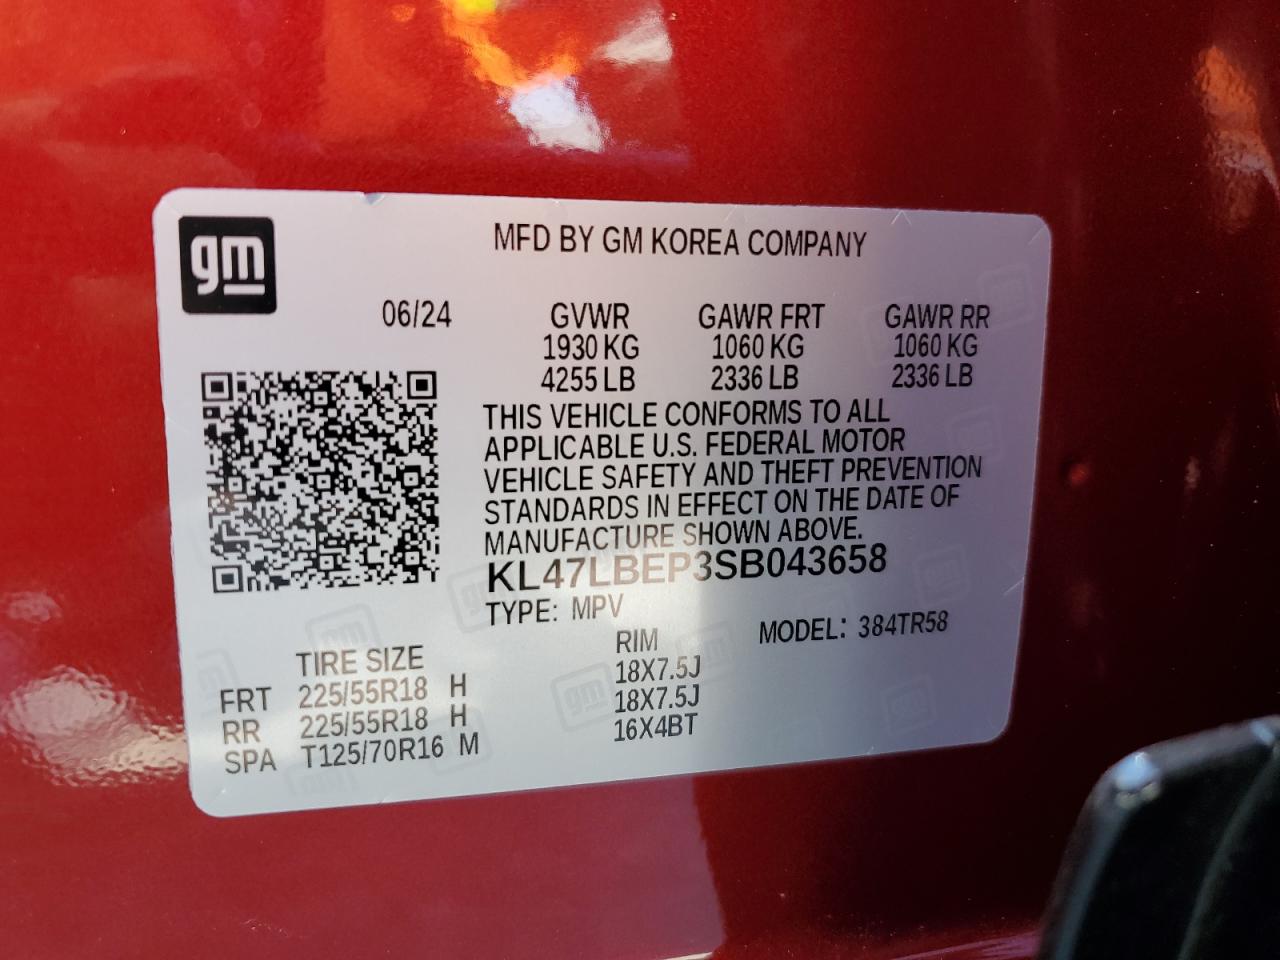 gm
MFD BY GM KOREA COMPANY
06/24 GVWR GAWR FRT GAWR RR
1930 KG 1060 KG 1060 KG
4255 LB 2336 LB 2336 LB
THIS VEHICLE CONFORMS TO ALL
APPLICABLE U.S. FEDERAL MOTOR
VEHICLE SAFETY AND THEFT PREVENTION
STANDARDS IN EFFECT ON THE DATE OF
MANUFACTURE SHOWN ABOVE.
KL47LBEP3SB043658
TYPE: MPV MODEL: 384TR58
TIRE SIZE RIM
FRT 225/55R18 H 18X7.5J
RR 225/55R18 H 18X7.5J
SPA T125/70R16 M 16X4BT